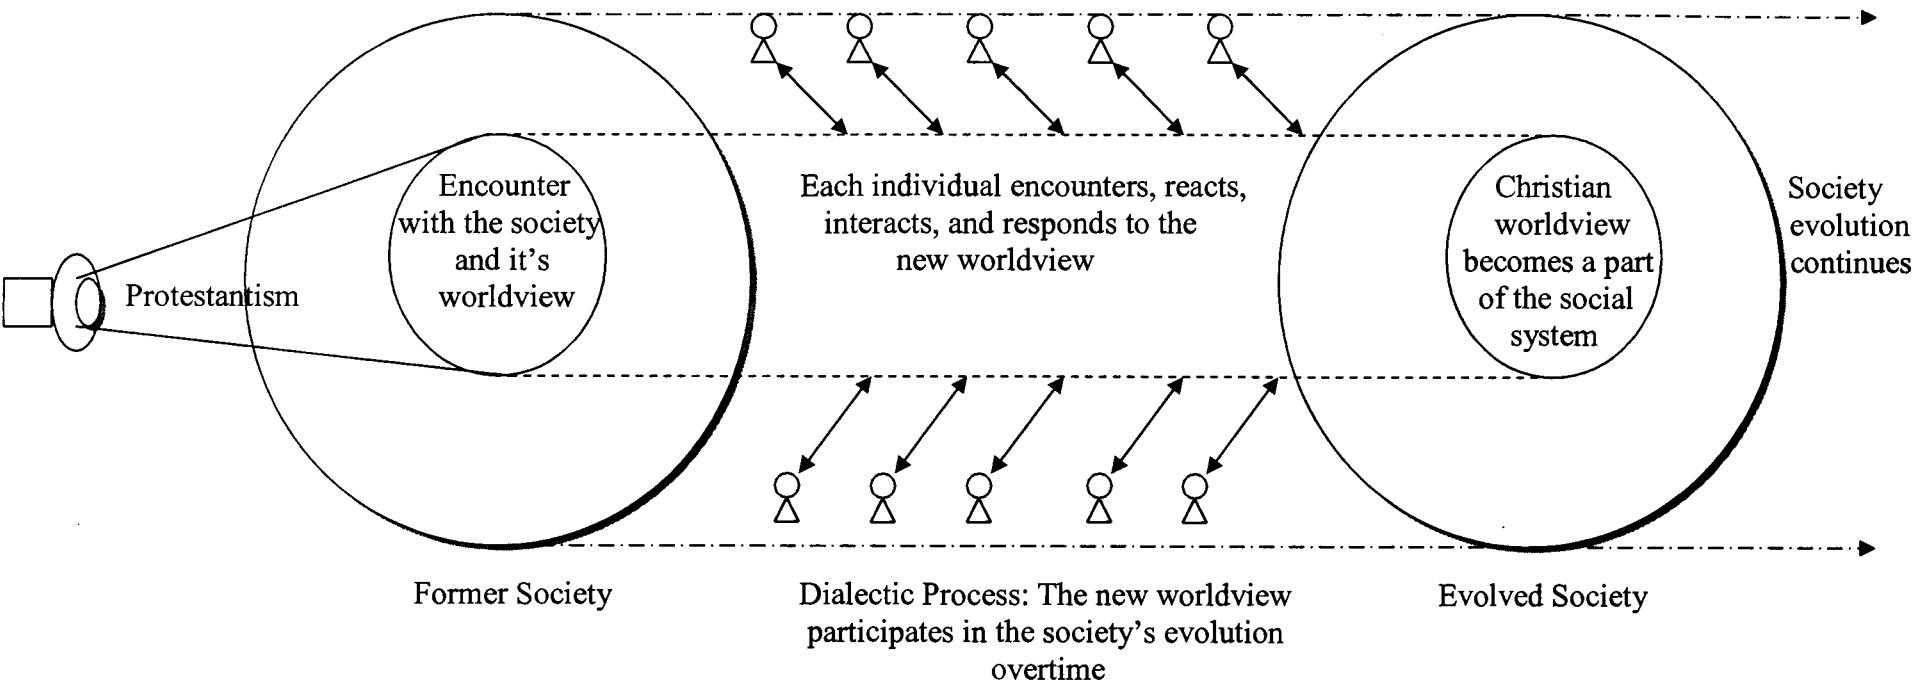 Protestantism
Encounter
with the society
and it's
worldview
Each individual encounters, reacts,
interacts, and responds to the
new worldview
Christian
worldview
becomes a part
of the social
system
Society
evolution
continues
Former Society
Dialectic Process: The new worldview
participates in the society's evolution
overtime
Evolved Society